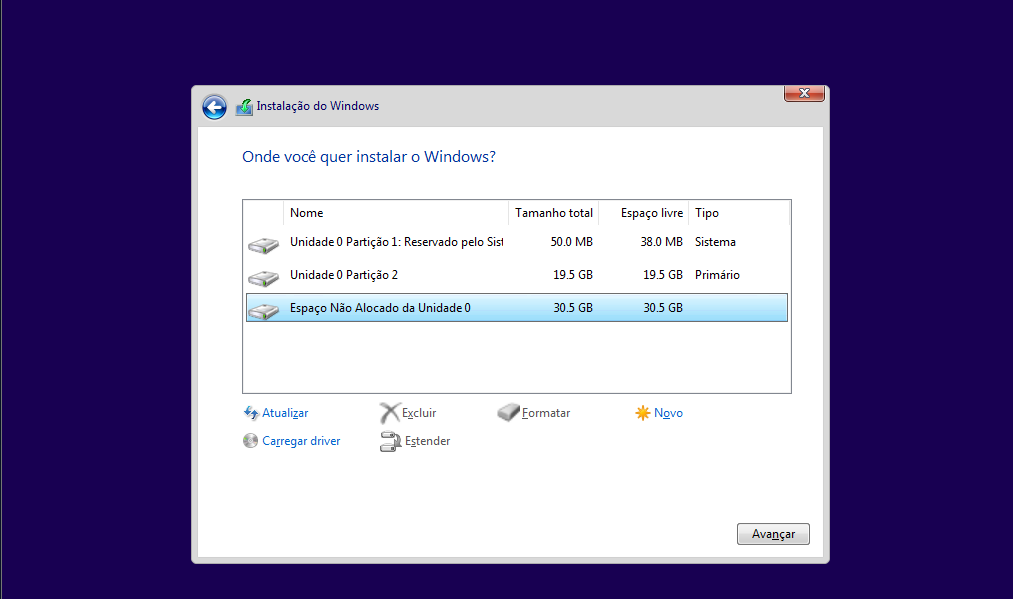 Instalação do Windows
Onde você quer instalar o Windows?
Nome Tamanho total Espaço livre Tipo
Unidade 0 Partição 1: Reservado pelo Sist 50.0 MB 38.0 MB Sistema
Unidade 0 Partição 2 19.5 GB 19.5 GB Primário
Espaço Não Alocado da Unidade 0 30.5 GB 30.5 GB
Atualizar Excluir Formatar Novo
Carregar driver Estender
Avançar